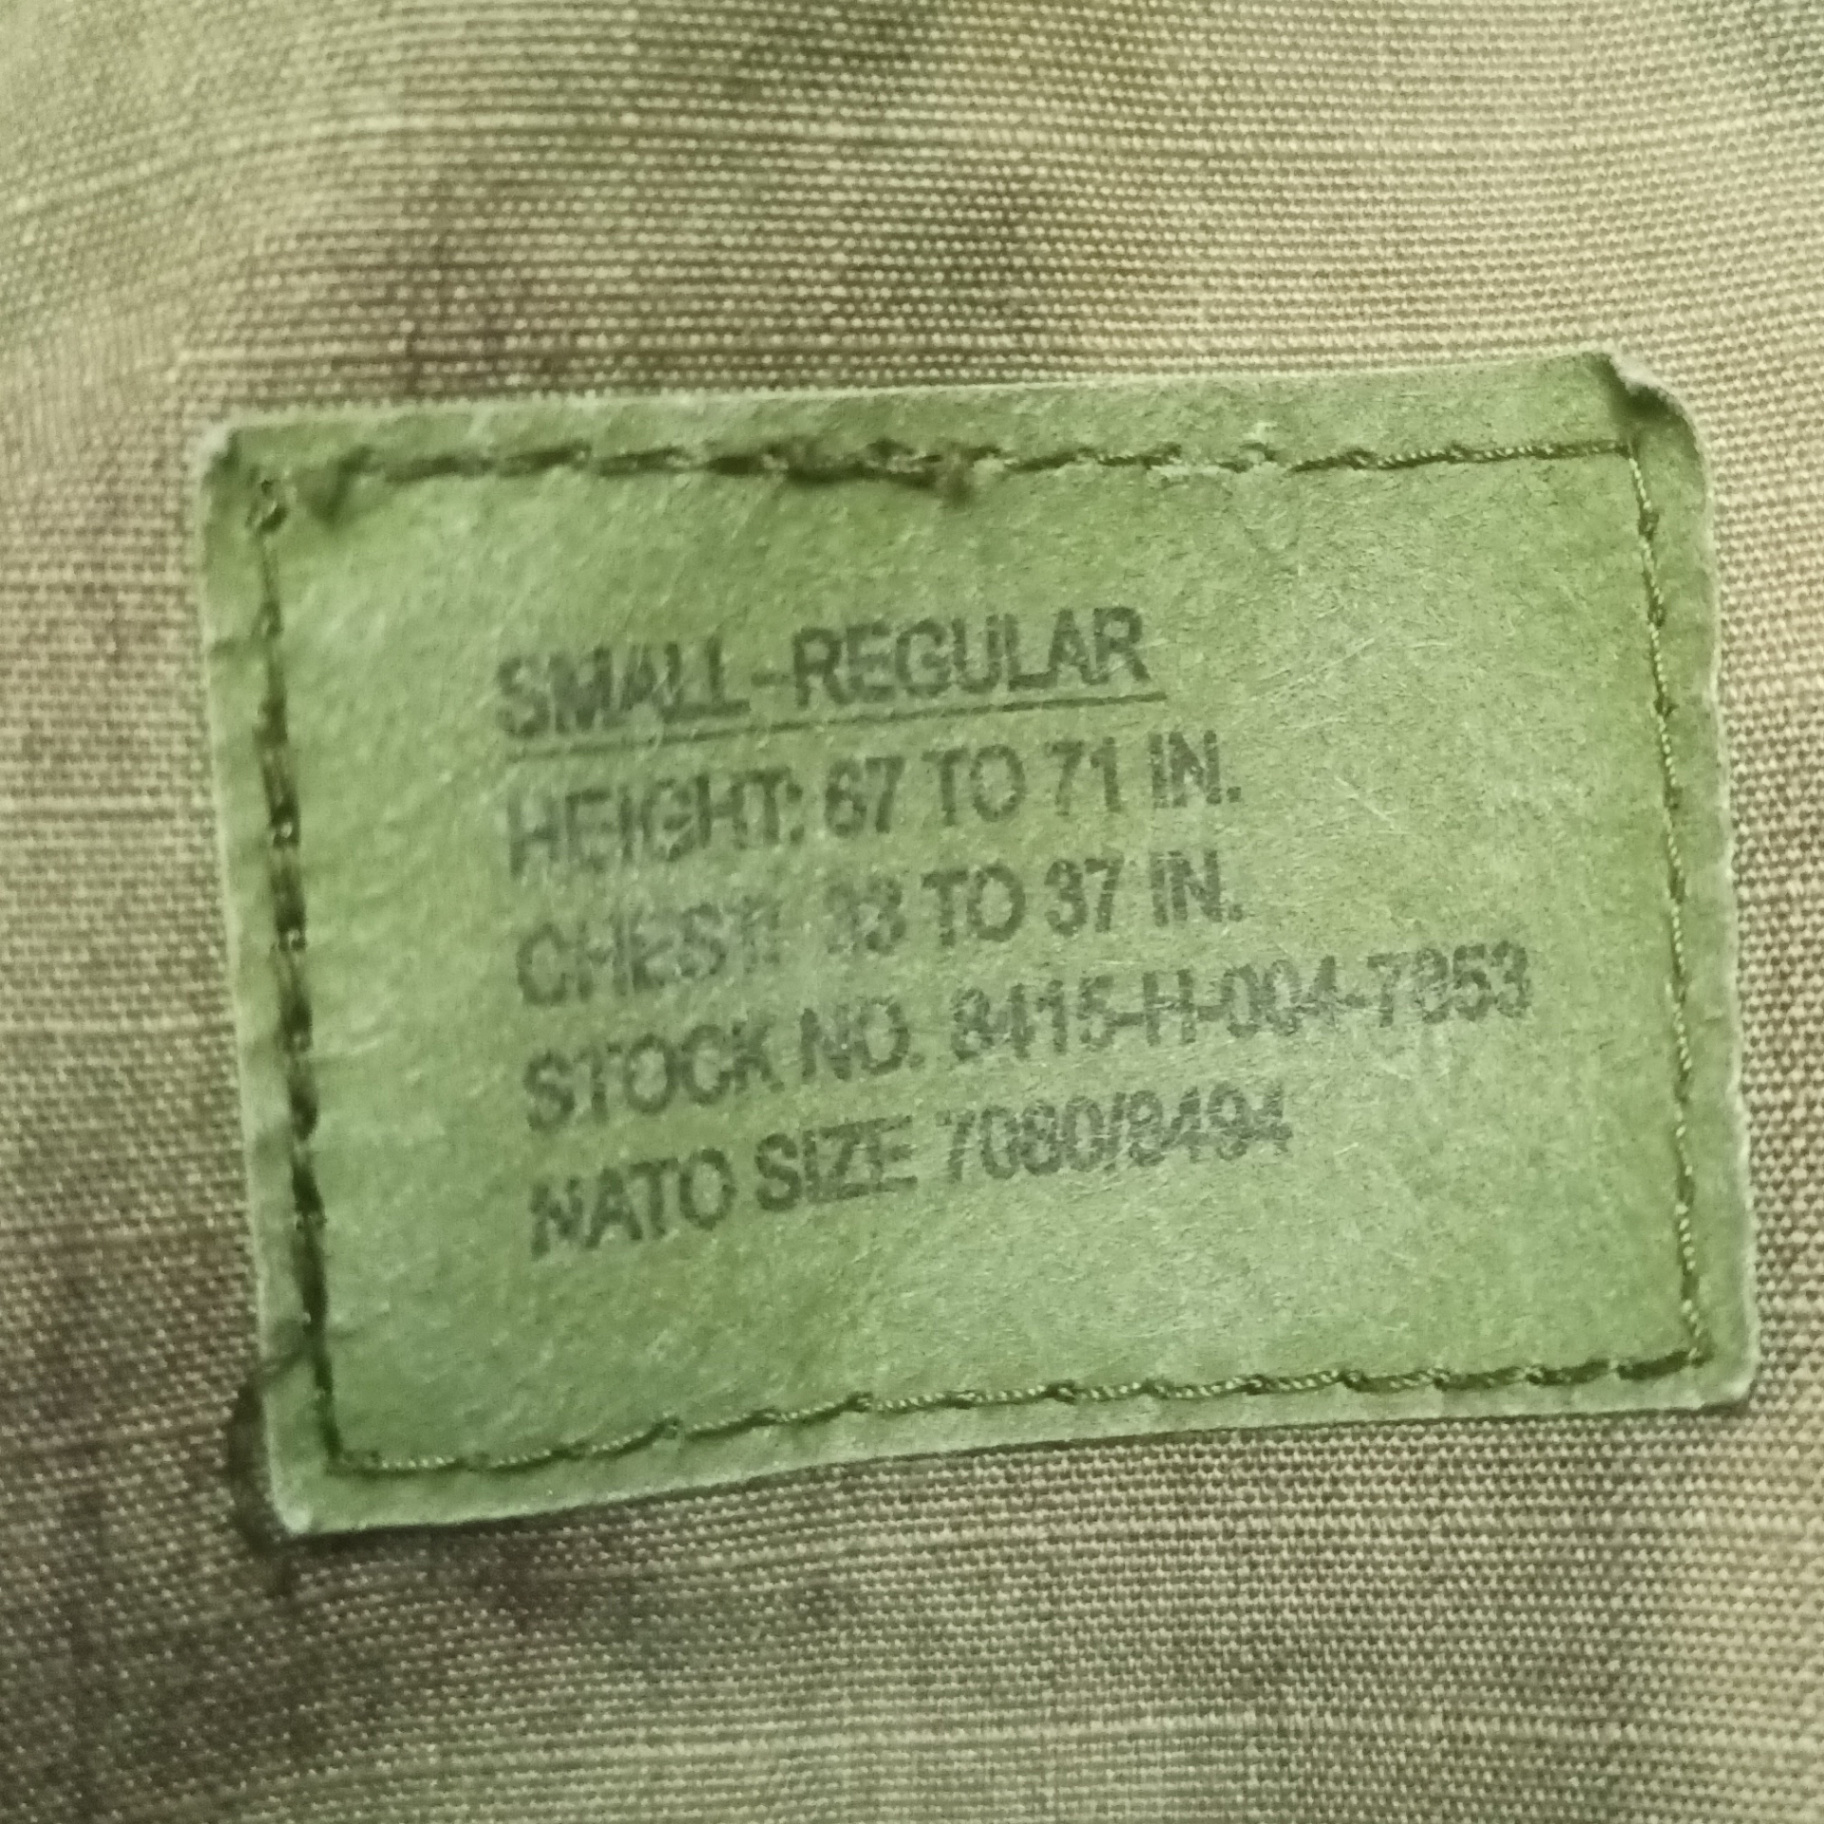 SMALL-REGULAR
HEIGHT: 67 TO 71 IN.
CHEST: 33 TO 37 IN.
STOCK NO. 8415-H-004-7853
NATO SIZE 7080/8494